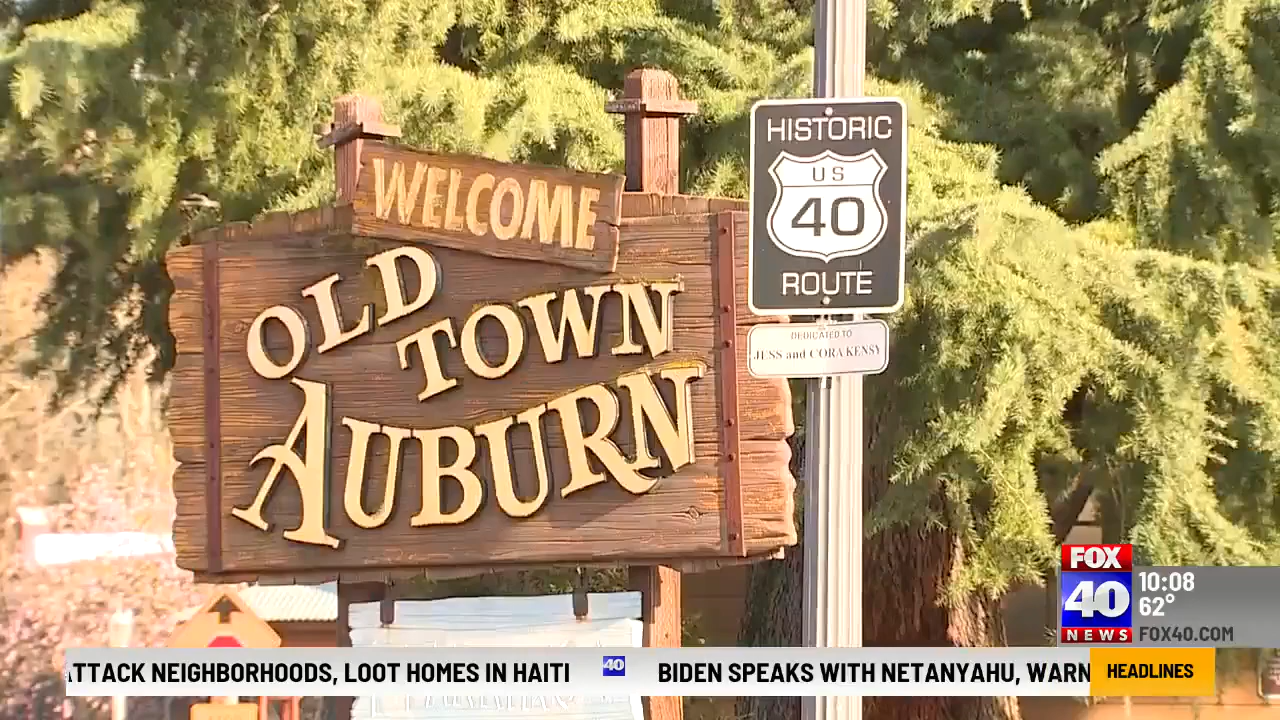 WELCOME
OLD
TOWN
AUBURN
HISTORIC
US
40
ROUTE
DEDICATED TO
JESS and CORA KENSY
FOX
40
NEWS
10:08
62°
FOX40.COM
TTACK NEIGHBORHOODS, LOOT HOMES IN HAITI 40 BIDEN SPEAKS WITH NETANYAHU, WARN
HEADLINES